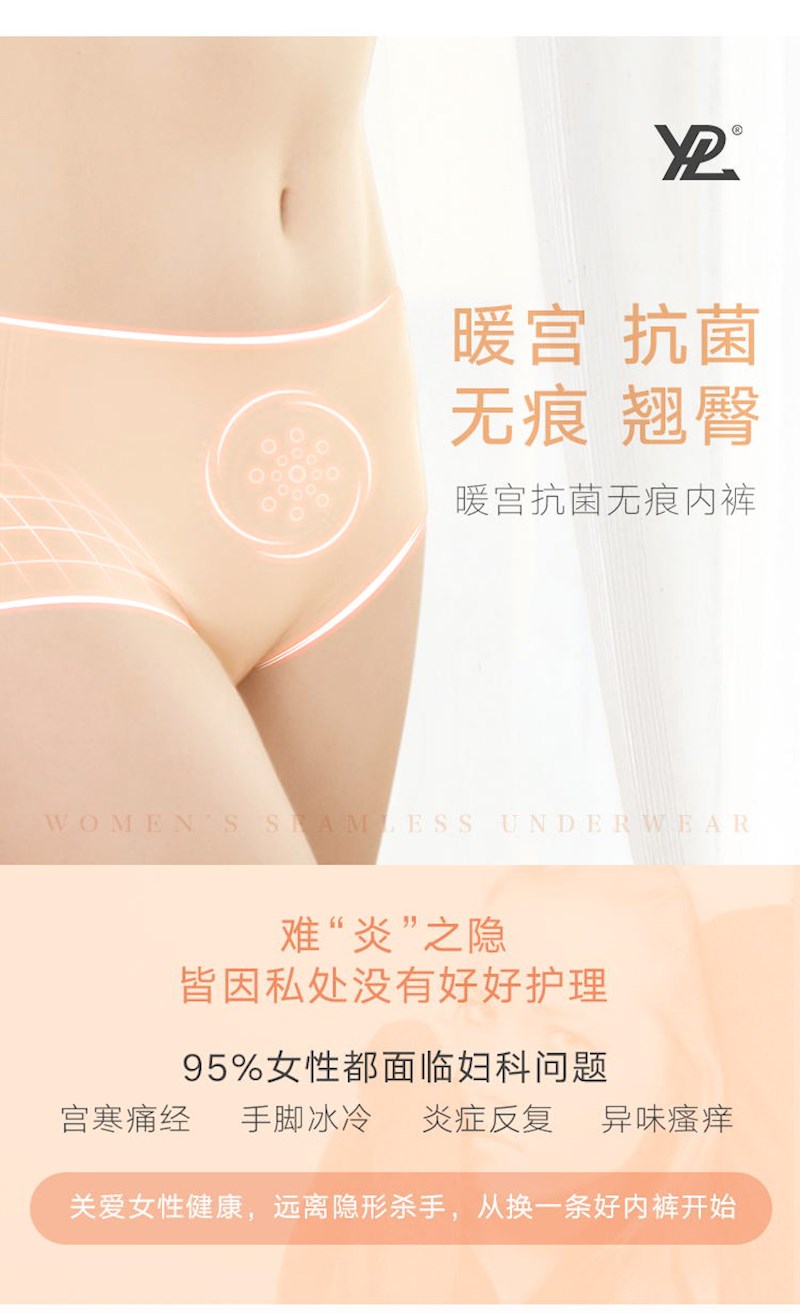 YPL®
暖宫 抗菌
无痕 翘臀
暖宫抗菌无痕内裤
WOMEN'S SEAMLESS UNDERWEAR
难“炎”之隐
皆因私处没有好好护理
95%女性都面临妇科问题
宫寒痛经 手脚冰冷 炎症反复 异味瘙痒
关爱女性健康，远离隐形杀手，从换一条好内裤开始